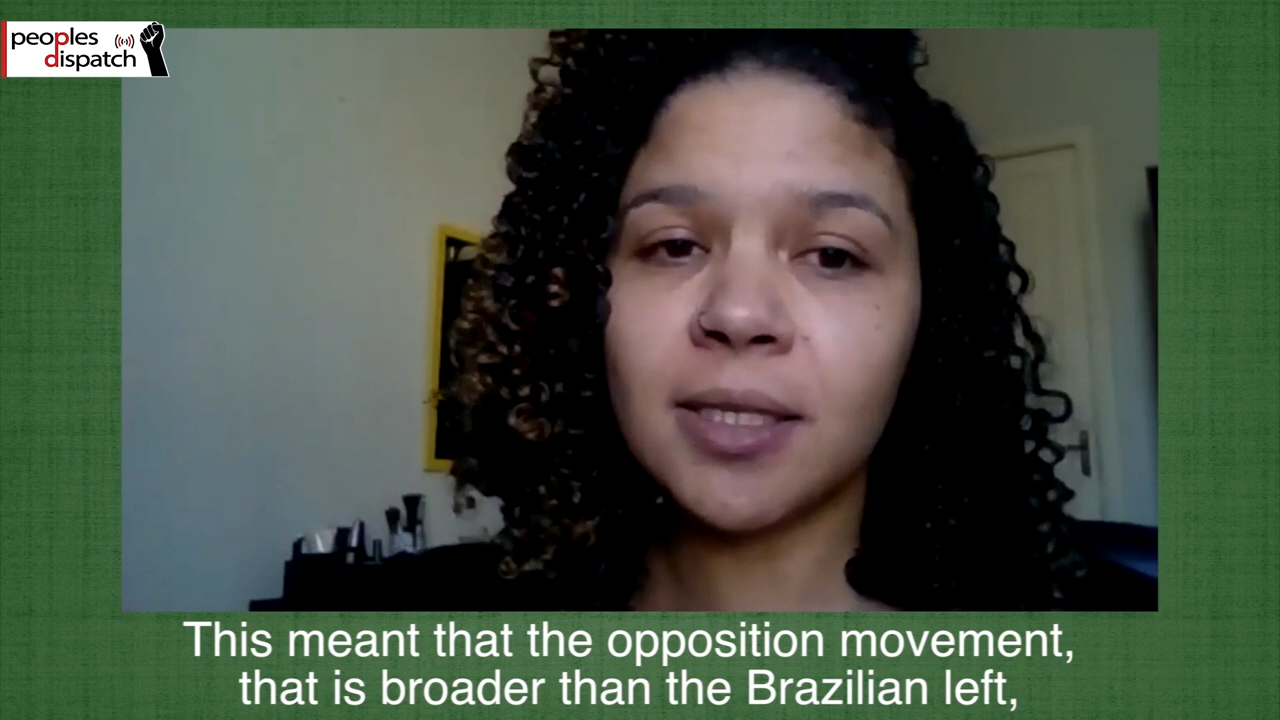 peoples
dispatch
This meant that the opposition movement,
that is broader than the Brazilian left,